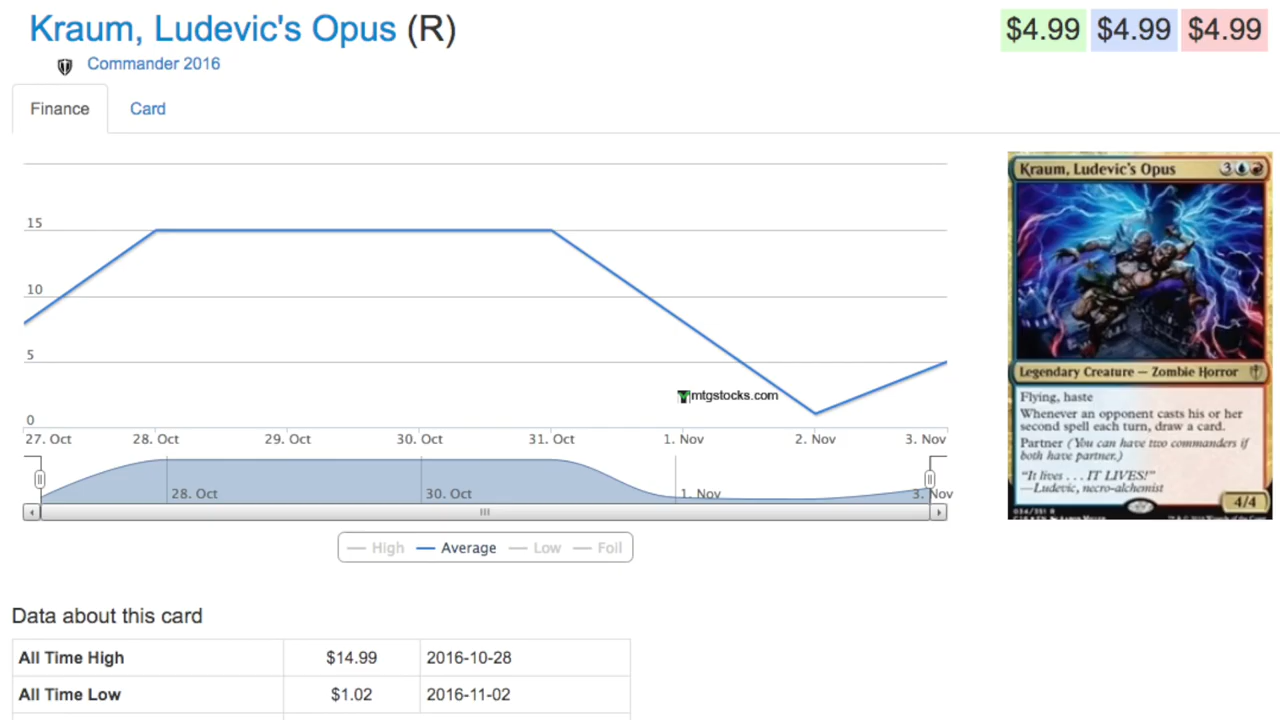 Kraum, Ludevic's Opus (R)
$4.99 $4.99 $4.99
Commander 2016
Finance Card
15
10
5
0
27. Oct 28. Oct 29. Oct 30. Oct 31. Oct 1. Nov 2. Nov 3. Nov
mtgstocks.com
28. Oct 30. Oct 1. Nov 3. Nov
High Average Low Foil
Kraum, Ludevic's Opus 3
Legendary Creature — Zombie Horror
Flying, haste
Whenever an opponent casts his or her
second spell each turn, draw a card.
Partner (You can have two commanders if
both have partner.)
"It lives . . . IT LIVES!"
—Ludevic, necro-alchemist
4/4
034/351 R
Data about this card
All Time High $14.99 2016-10-28
All Time Low $1.02 2016-11-02